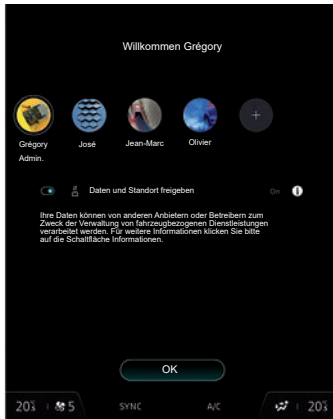 Willkommen Grégory
Grégory
Admin.
José
Jean-Marc
Olivier
+
Daten und Standort freigeben
On
Ihre Daten können von anderen Anbietern oder Betreibern zum
Zweck der Verwaltung von fahrzeugbezogenen Dienstleistungen
verarbeitet werden. Für weitere Informationen klicken Sie bitte
auf die Schaltfläche Informationen.
OK
5 SYNC A/C